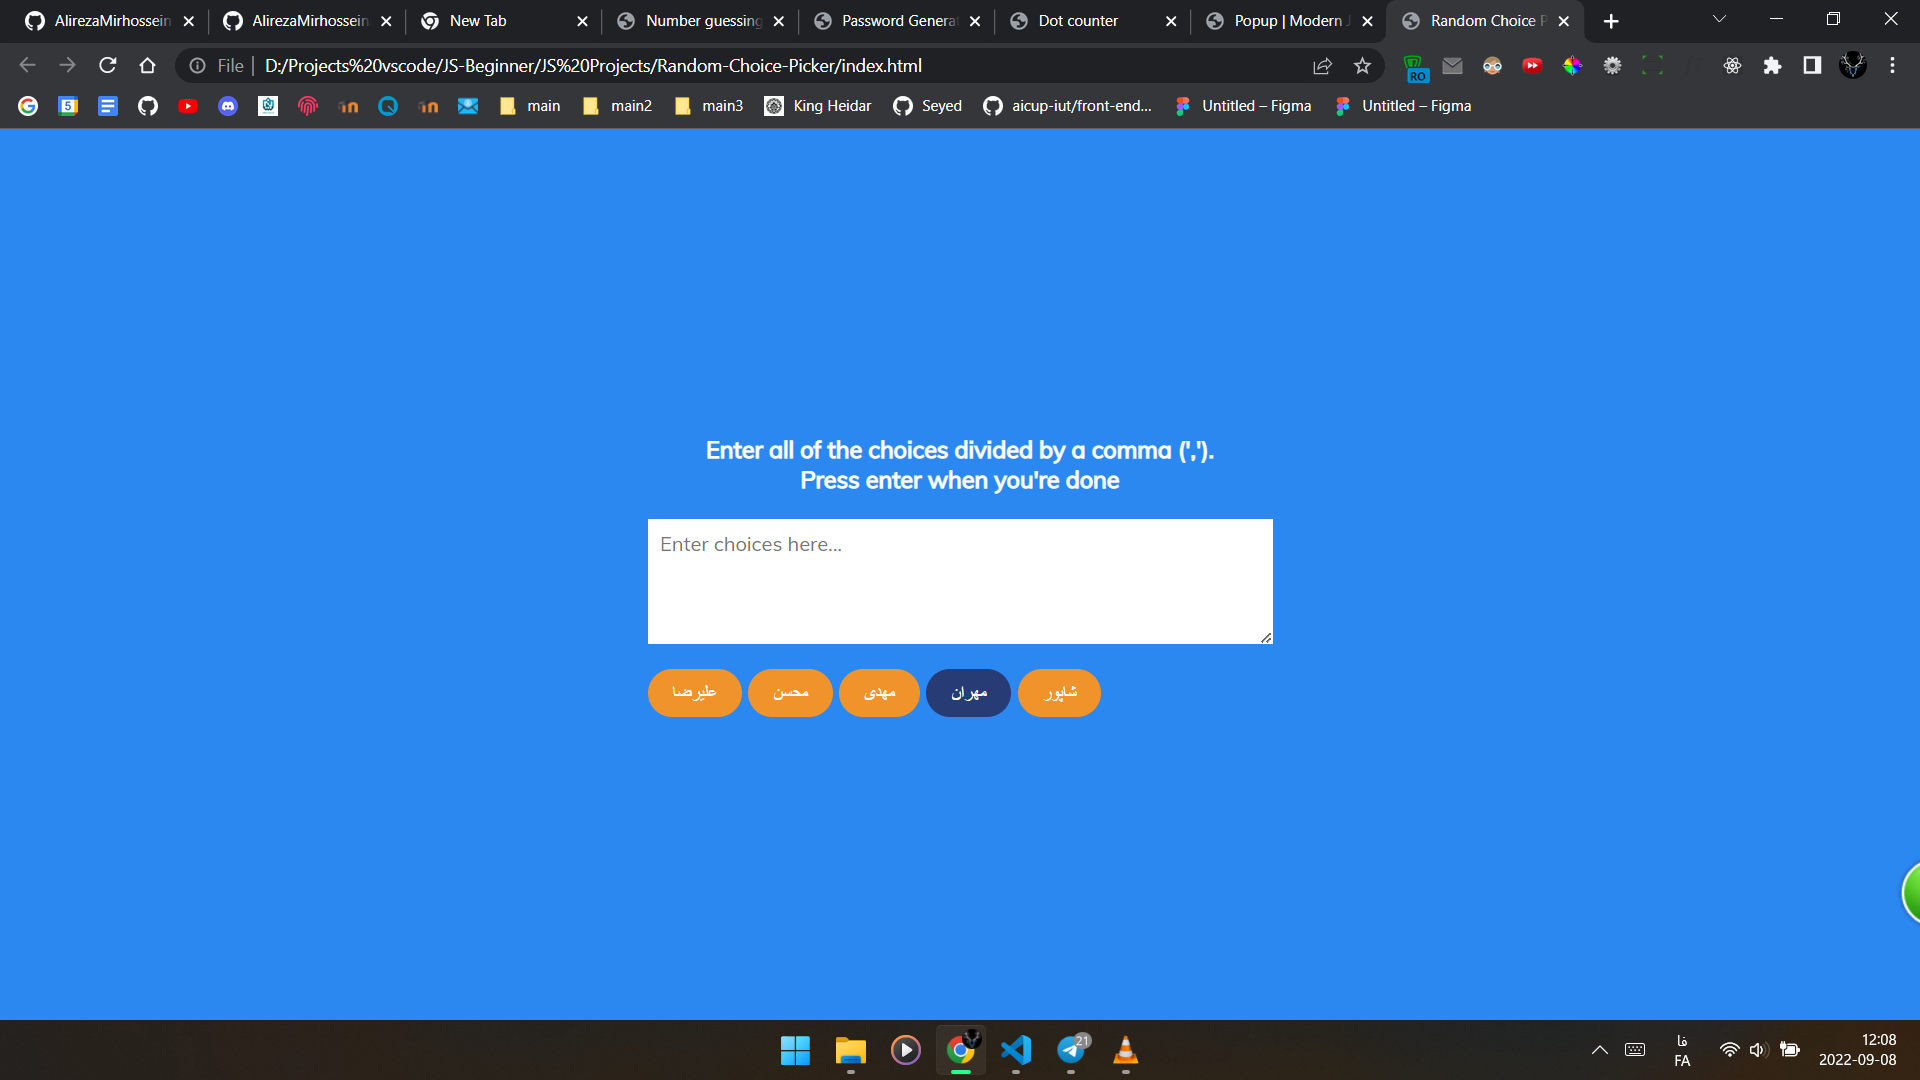 AlirezaMirhossein
AlirezaMirhossein
New Tab
Number guessing
Password Generat
Dot counter
Popup | Modern J
Random Choice P
File
D:/Projects%20vscode/JS-Beginner/JS%20Projects/Random-Choice-Picker/index.html
RO
5
main
main2
main3
King Heidar
Seyed
aicup-iut/front-end...
Untitled – Figma
Untitled – Figma
Enter all of the choices divided by a comma (',').
Press enter when you're done
Enter choices here...
علیرضا
محسن
مهدی
مهران
شاپور
21
فا
FA
12:08
2022-09-08